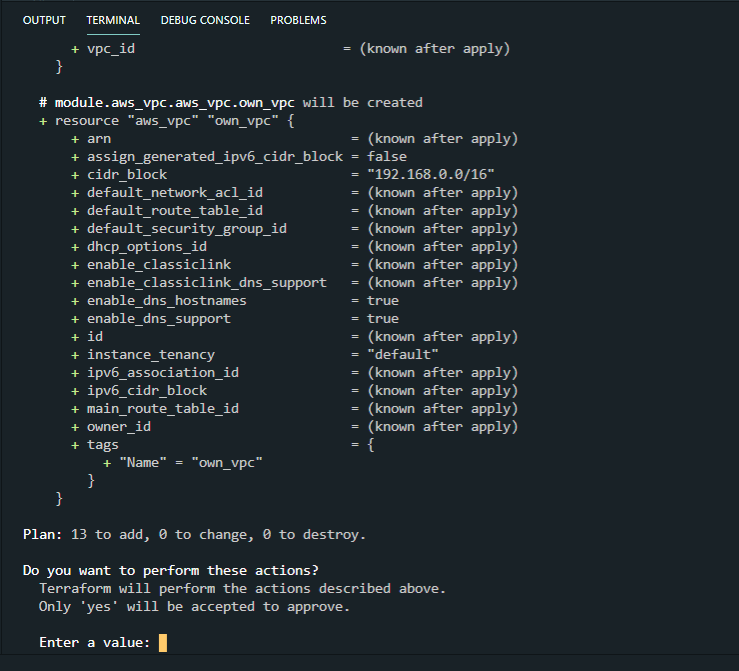 OUTPUT TERMINAL DEBUG CONSOLE PROBLEMS
+ vpc_id = (known after apply)
}
# module.aws_vpc.aws_vpc.own_vpc will be created
+ resource "aws_vpc" "own_vpc" {
+ arn = (known after apply)
+ assign_generated_ipv6_cidr_block = false
+ cidr_block = "192.168.0.0/16"
+ default_network_acl_id = (known after apply)
+ default_route_table_id = (known after apply)
+ default_security_group_id = (known after apply)
+ dhcp_options_id = (known after apply)
+ enable_classiclink = (known after apply)
+ enable_classiclink_dns_support = (known after apply)
+ enable_dns_hostnames = true
+ enable_dns_support = true
+ id = (known after apply)
+ instance_tenancy = "default"
+ ipv6_association_id = (known after apply)
+ ipv6_cidr_block = (known after apply)
+ main_route_table_id = (known after apply)
+ owner_id = (known after apply)
+ tags = {
+ "Name" = "own_vpc"
}
}
Plan: 13 to add, 0 to change, 0 to destroy.
Do you want to perform these actions?
Terraform will perform the actions described above.
Only 'yes' will be accepted to approve.
Enter a value: